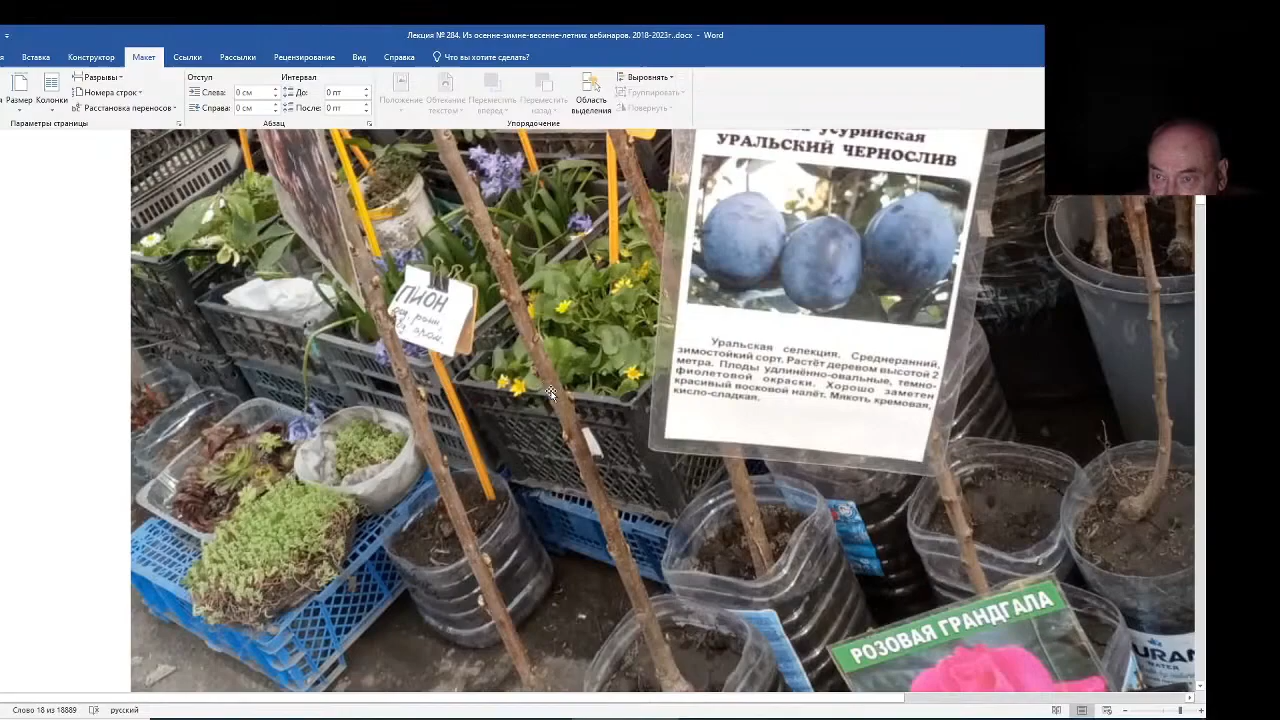 Лекция № 284. Из осенне-зимне-весенне-летних вебинаров. 2018-2023г..docx - Word
Вставка Конструктор Макет Ссылки Рассылки Рецензирование Вид Справка Что вы хотите сделать?
Размер Колонки
Разрывы
Номера строк
Расстановка переносов
Параметры страницы
Отступ
Слева: 0 см
Справа: 0 см
Интервал
До: 0 пт
После: 0 пт
Абзац
Положение
Обтекание текстом
Переместить вперед
Переместить назад
Область выделения
Выровнять
Группировать
Повернуть
Упорядочение
усурийская
УРАЛЬСКИЙ ЧЕРНОСЛИВ
Уральская селекция. Среднеранний,
зимостойкий сорт. Растёт деревом высотой 2
метра. Плоды удлинённо-овальные, темно-
фиолетовой окраски. Хорошо заметен
красивый восковой налёт. Мякоть кремовая,
кисло-сладкая.
ПИОН
РОЗОВАЯ ГРАНДГАЛА
WATER
Слово 18 из 18889 русский